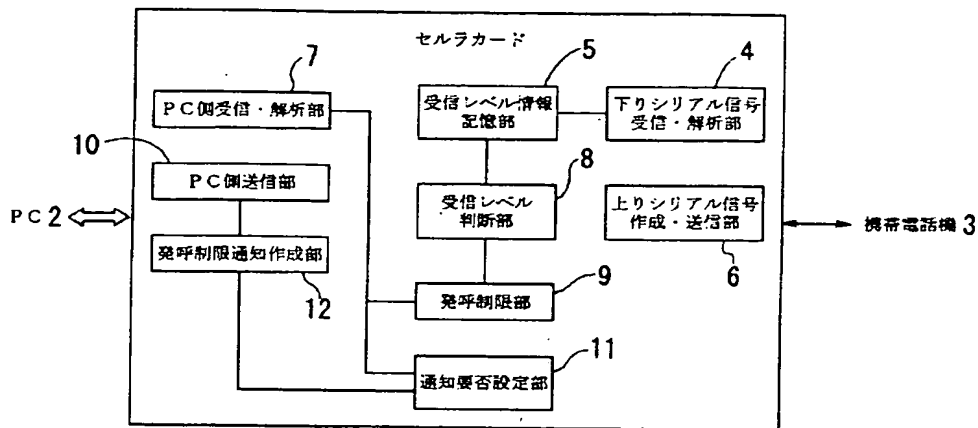 セルラカード
7
5
4
PC側受信・解析部
受信レベル情報
記憶部
下りシリアル信号
受信・解析部
10
8
PC側送信部
受信レベル
判断部
上りシリアル信号
作成・送信部
PC2
携帯電話機3
発呼制限通知作成部
6
12
発呼制限部
9
11
通知要否設定部